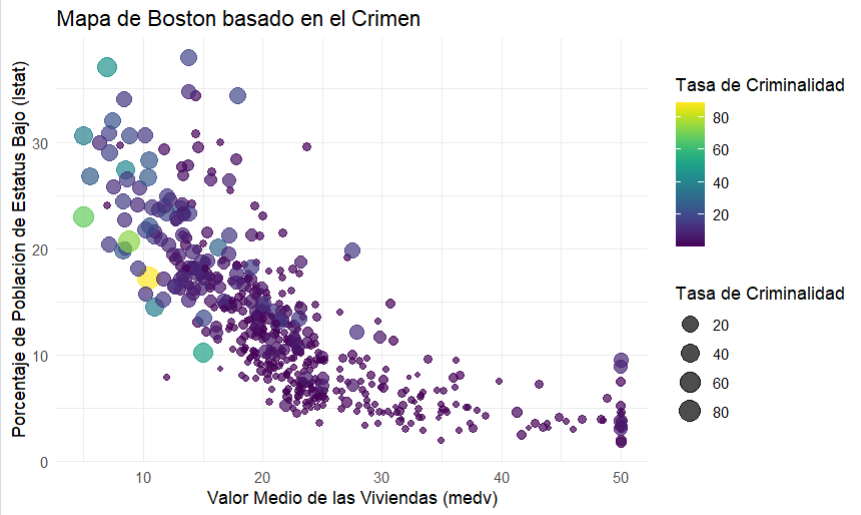 Mapa de Boston basado en el Crimen
Porcentaje de Población de Estatus Bajo (lstat)
30
20
10
0
10 20 30 40 50
Valor Medio de las Viviendas (medv)
Tasa de Criminalidad
80
60
40
20
Tasa de Criminalidad
20
40
60
80